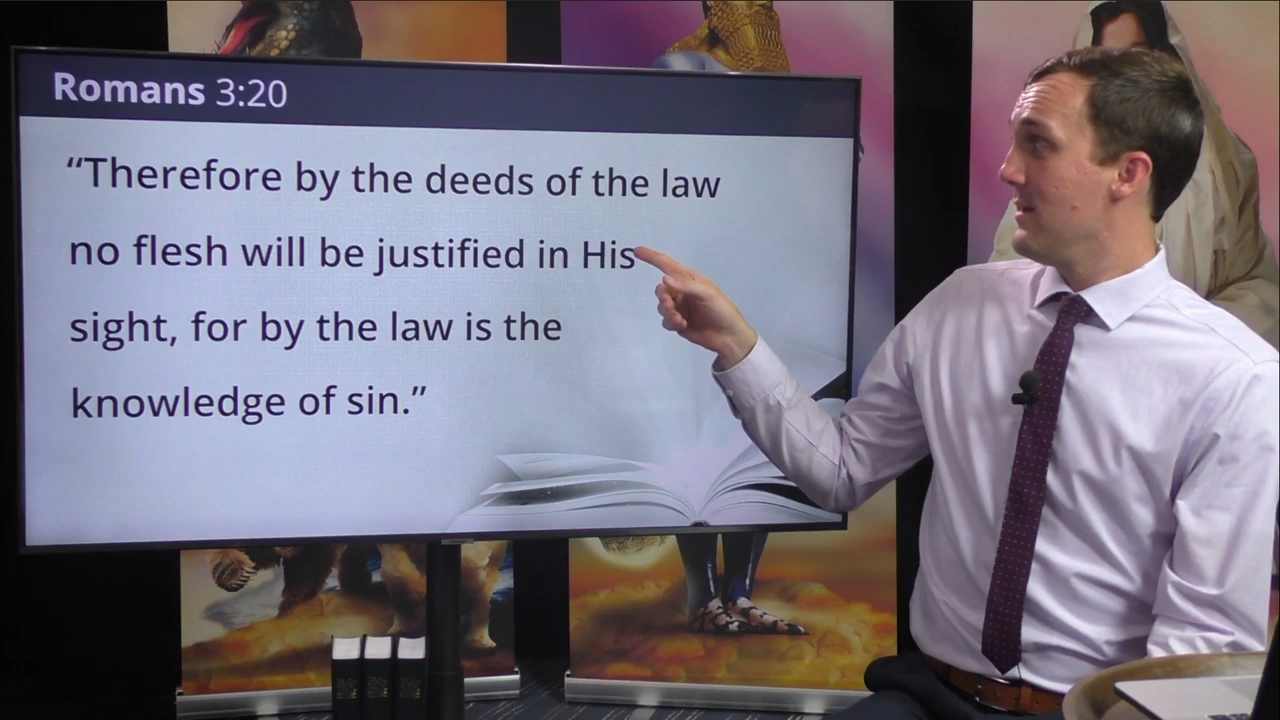 Romans 3:20
“Therefore by the deeds of the law
no flesh will be justified in His
sight, for by the law is the
knowledge of sin.”